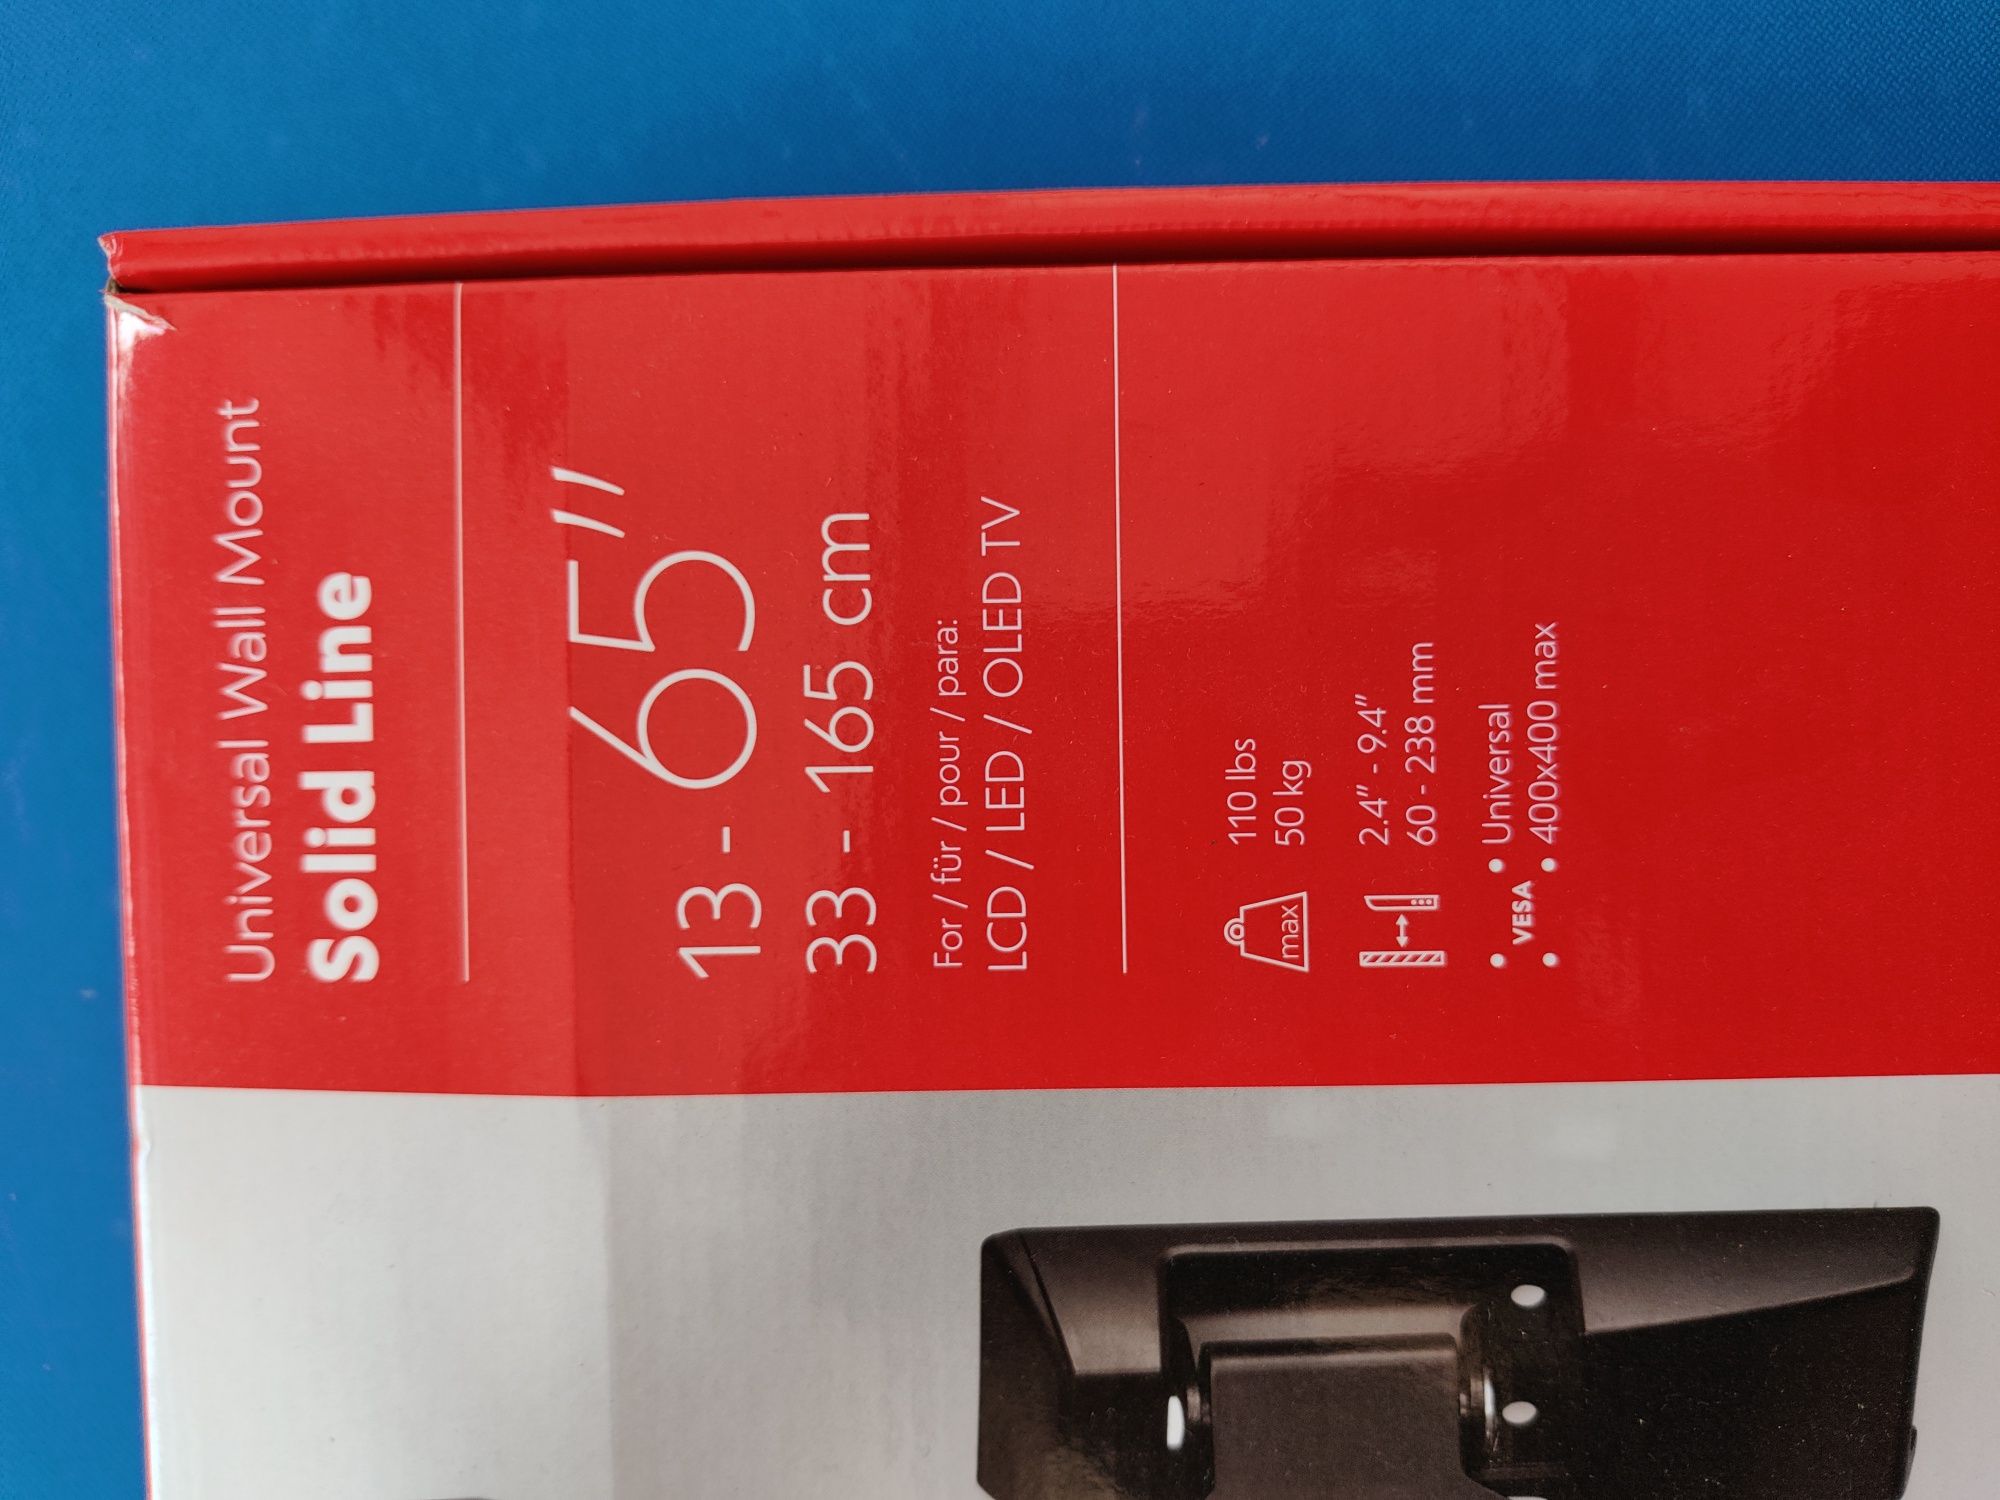 Universal Wall Mount
Solid Line
13 - 65"
33 - 165 cm
For / für / pour / para:
LCD / LED / OLED TV
max
110 lbs
50 kg
2.4" - 9.4"
60 - 238 mm
VESA
• Universal
• 400x400 max